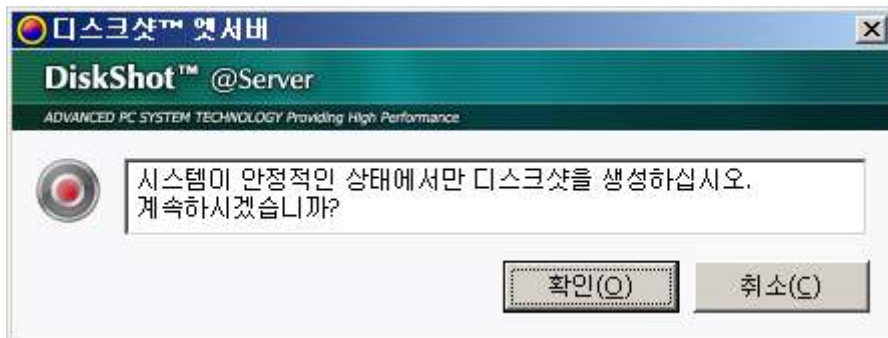 디스크샷™ 엣서버
DiskShot™ @Server
ADVANCED PC SYSTEM TECHNOLOGY Providing High Performance
시스템이 안정적인 상태에서만 디스크샷을 생성하십시오.
계속하시겠습니까?
확인(O) 취소(C)